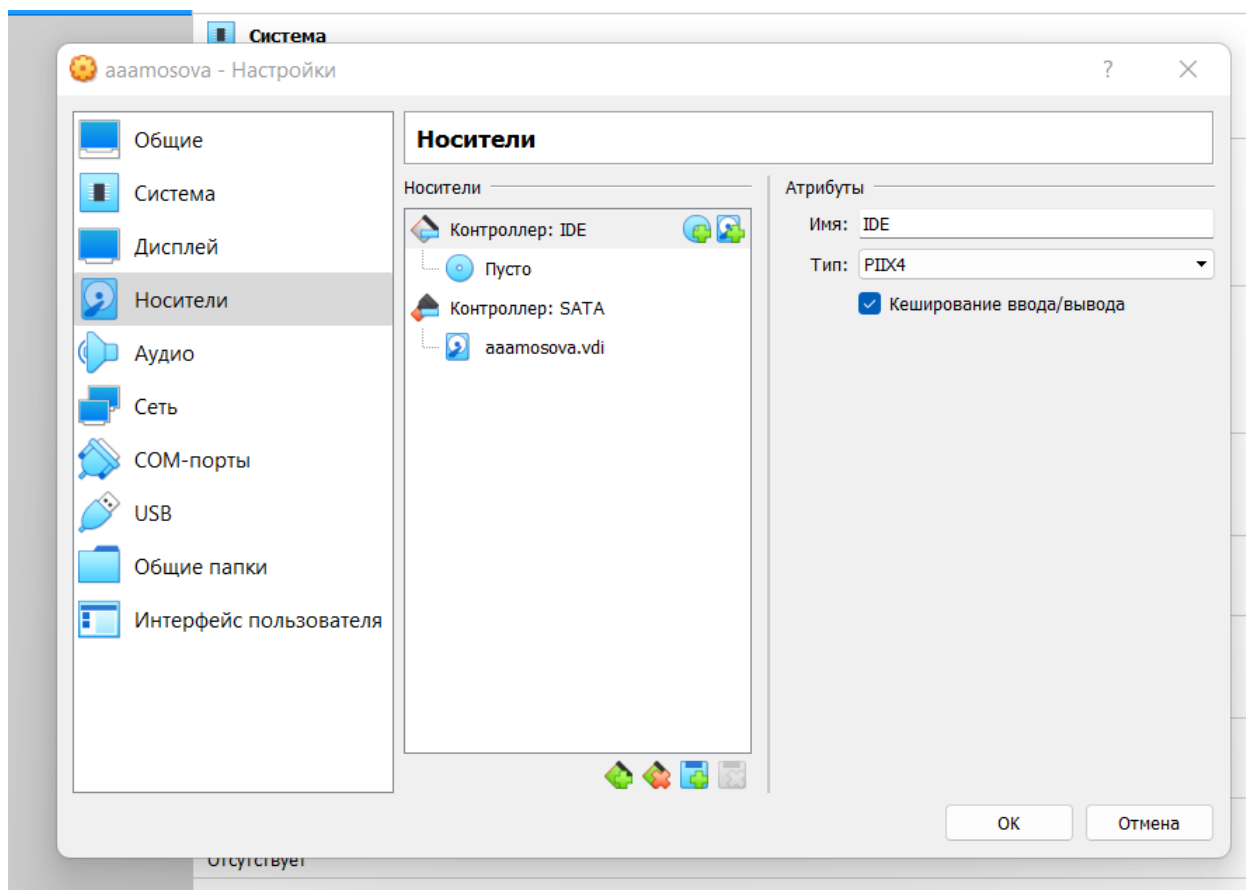 Система
aaamosova - Настройки
?
Общие
Система
Дисплей
Носители
Аудио
Сеть
COM-порты
USB
Общие папки
Интерфейс пользователя
Носители
Носители
Контроллер: IDE
Пусто
Контроллер: SATA
aaamosova.vdi
Атрибуты
Имя: IDE
Тип: PIIX4
Кеширование ввода/вывода
OK Отмена
Отсутствует